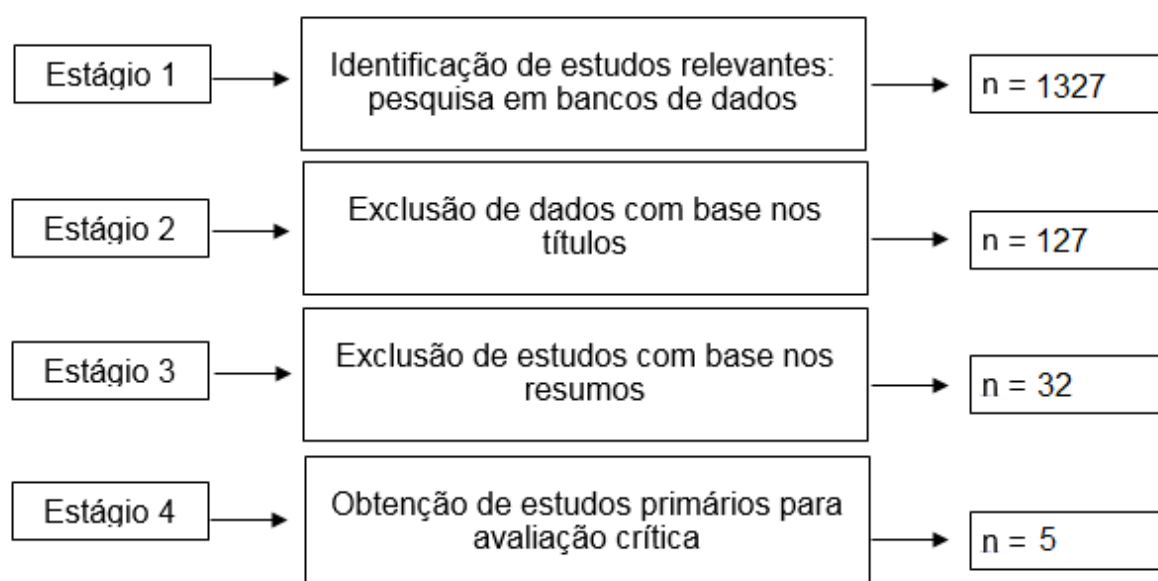 Estágio 1
Identificação de estudos relevantes:
pesquisa em bancos de dados
n = 1327
Estágio 2
Exclusão de dados com base nos
títulos
n = 127
Estágio 3
Exclusão de estudos com base nos
resumos
n = 32
Estágio 4
Obtenção de estudos primários para
avaliação crítica
n = 5